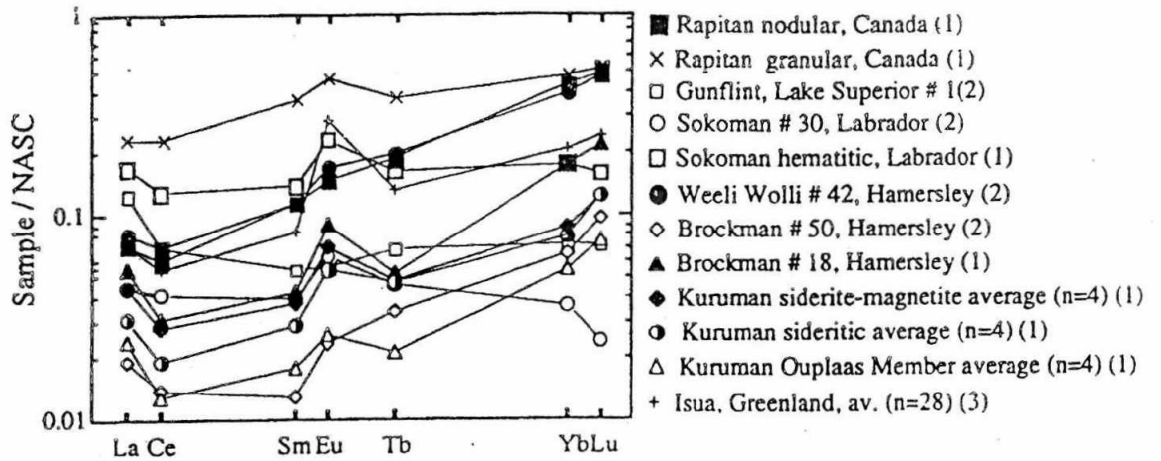 1
0.1
0.01
Sample / NASC
La Ce Sm Eu Tb Yb Lu
Rapitan nodular, Canada (1)
Rapitan granular, Canada (1)
Gunflint, Lake Superior # 1(2)
Sokoman # 30, Labrador (2)
Sokoman hematitic, Labrador (1)
Weeli Wolli # 42, Hamersley (2)
Brockman # 50, Hamersley (2)
Brockman # 18, Hamersley (1)
Kuruman siderite-magnetite average (n=4) (1)
Kuruman sideritic average (n=4) (1)
Kuruman Ouplaas Member average (n=4) (1)
Isua, Greenland, av. (n=28) (3)